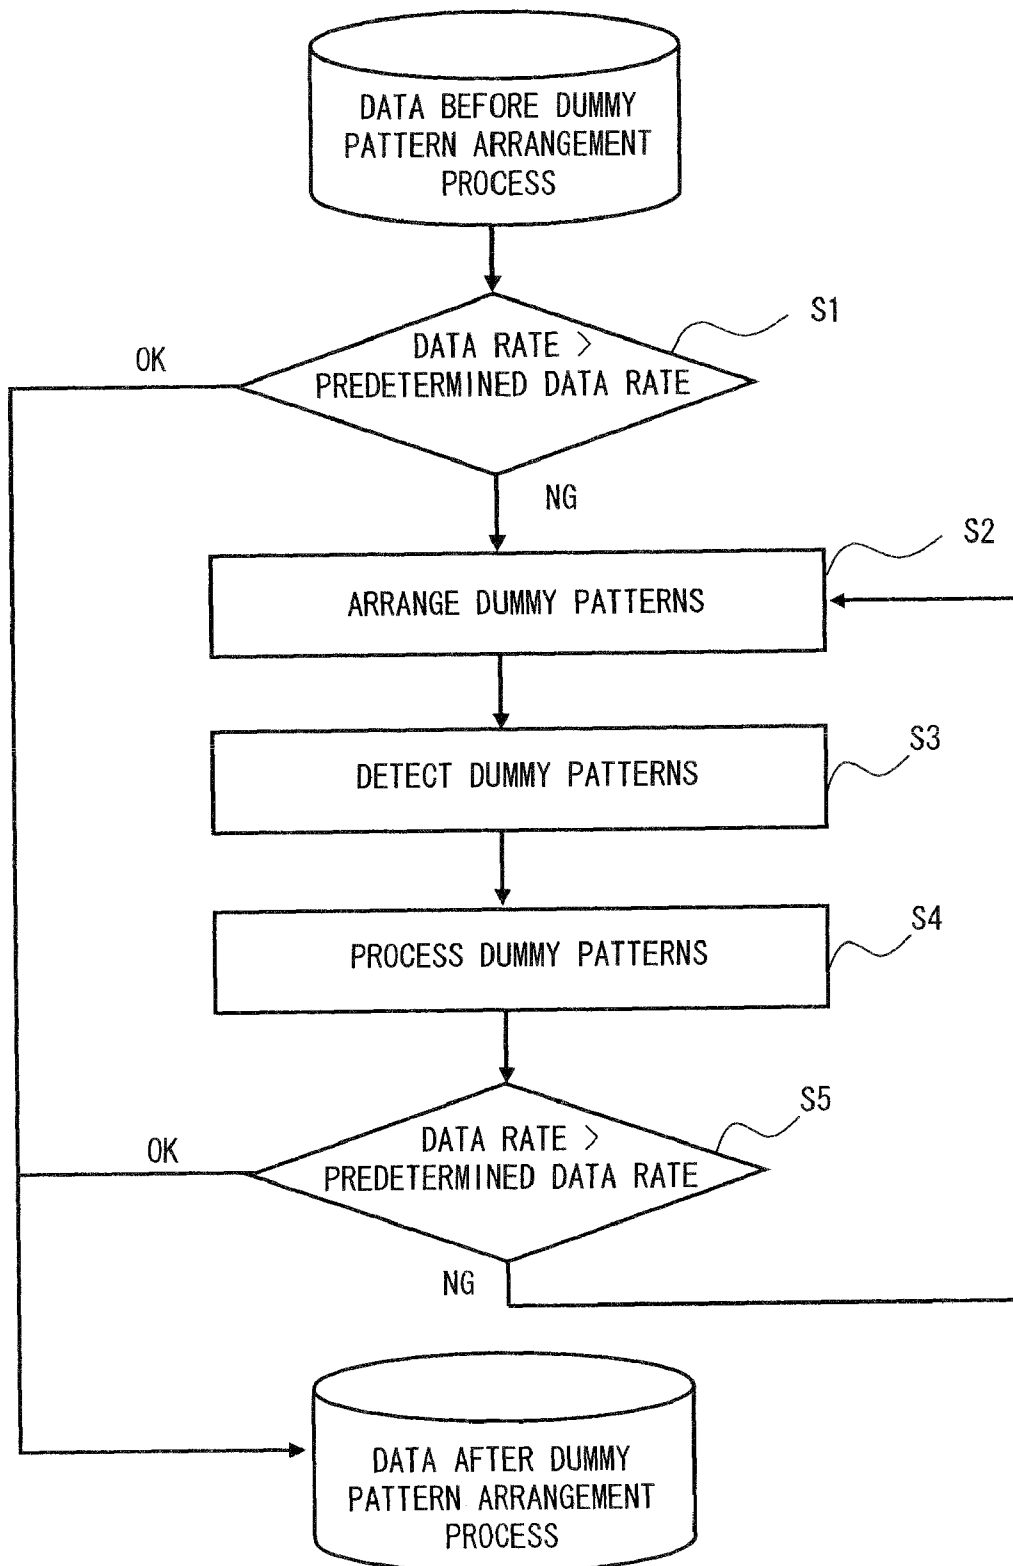 DATA BEFORE DUMMY
PATTERN ARRANGEMENT
PROCESS
S1
DATA RATE >
PREDETERMINED DATA RATE
OK
NG
S2
ARRANGE DUMMY PATTERNS
S3
DETECT DUMMY PATTERNS
S4
PROCESS DUMMY PATTERNS
S5
DATA RATE >
PREDETERMINED DATA RATE
OK
NG
DATA AFTER DUMMY
PATTERN ARRANGEMENT
PROCESS